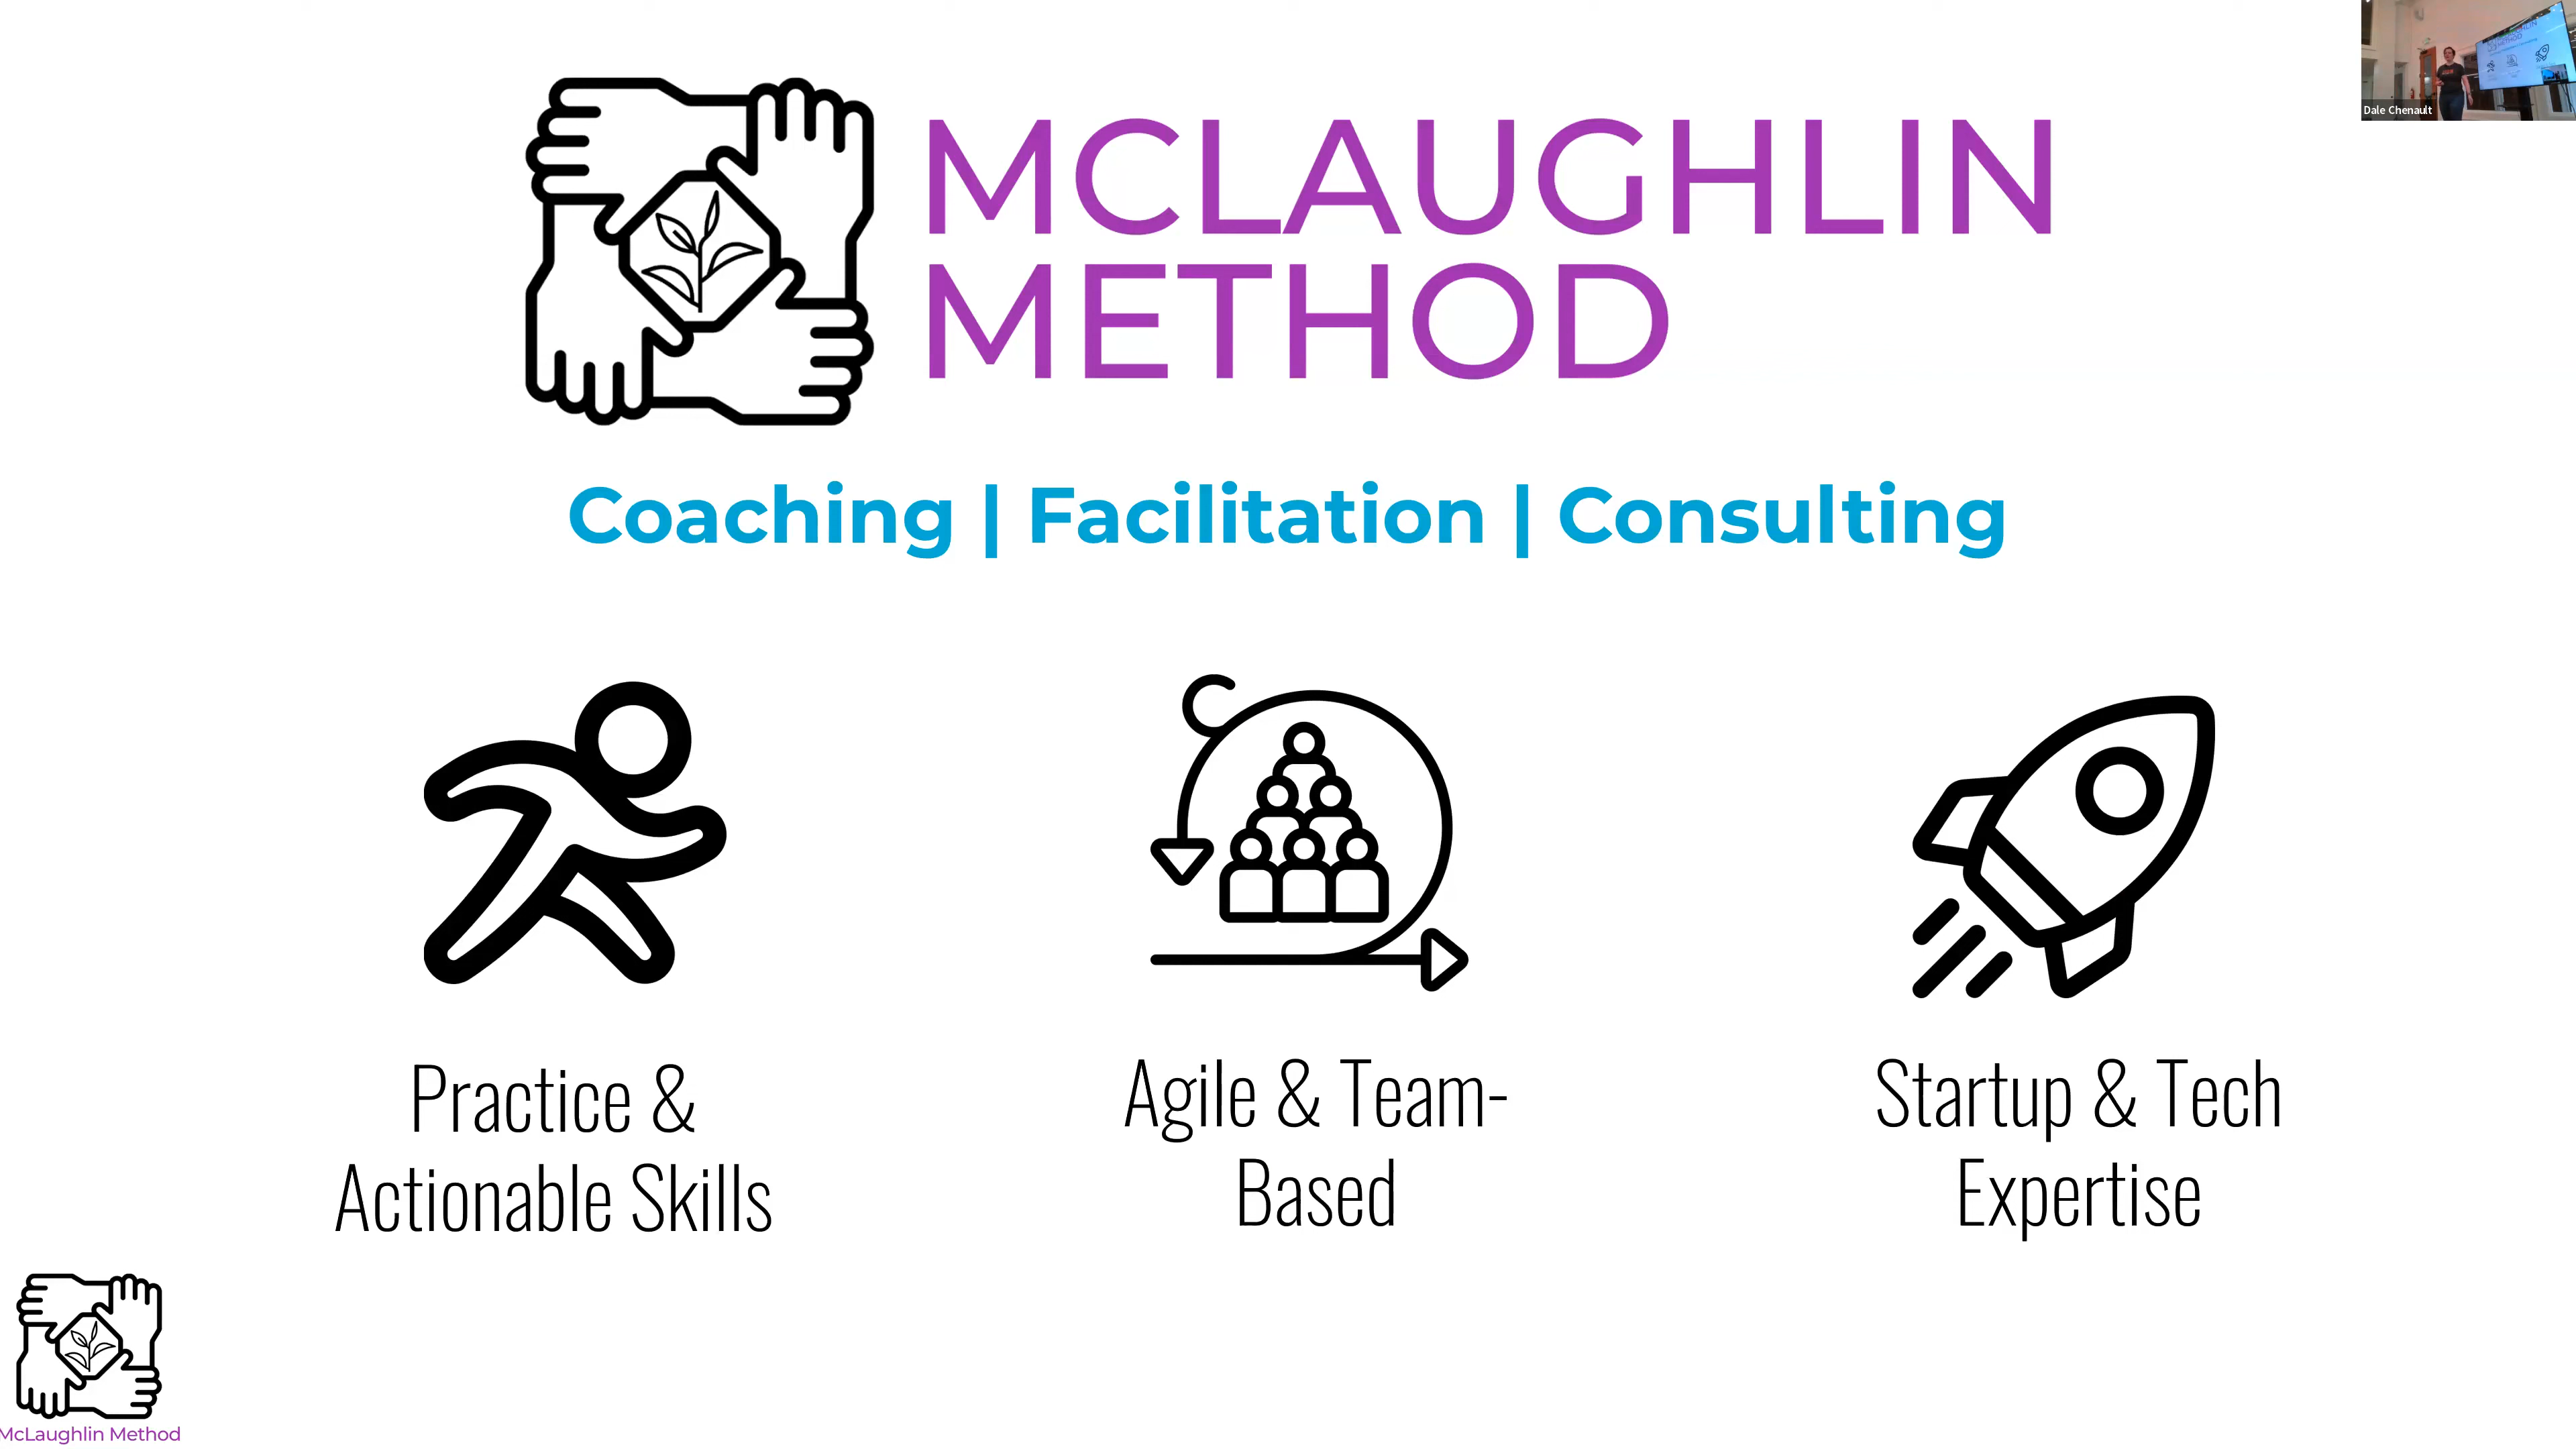 MCLAUGHLIN
METHOD
Dale Chenault
Coaching | Facilitation | Consulting
Practice &
Actionable Skills
Agile & Team-
Based
Startup & Tech
Expertise
McLaughlin Method